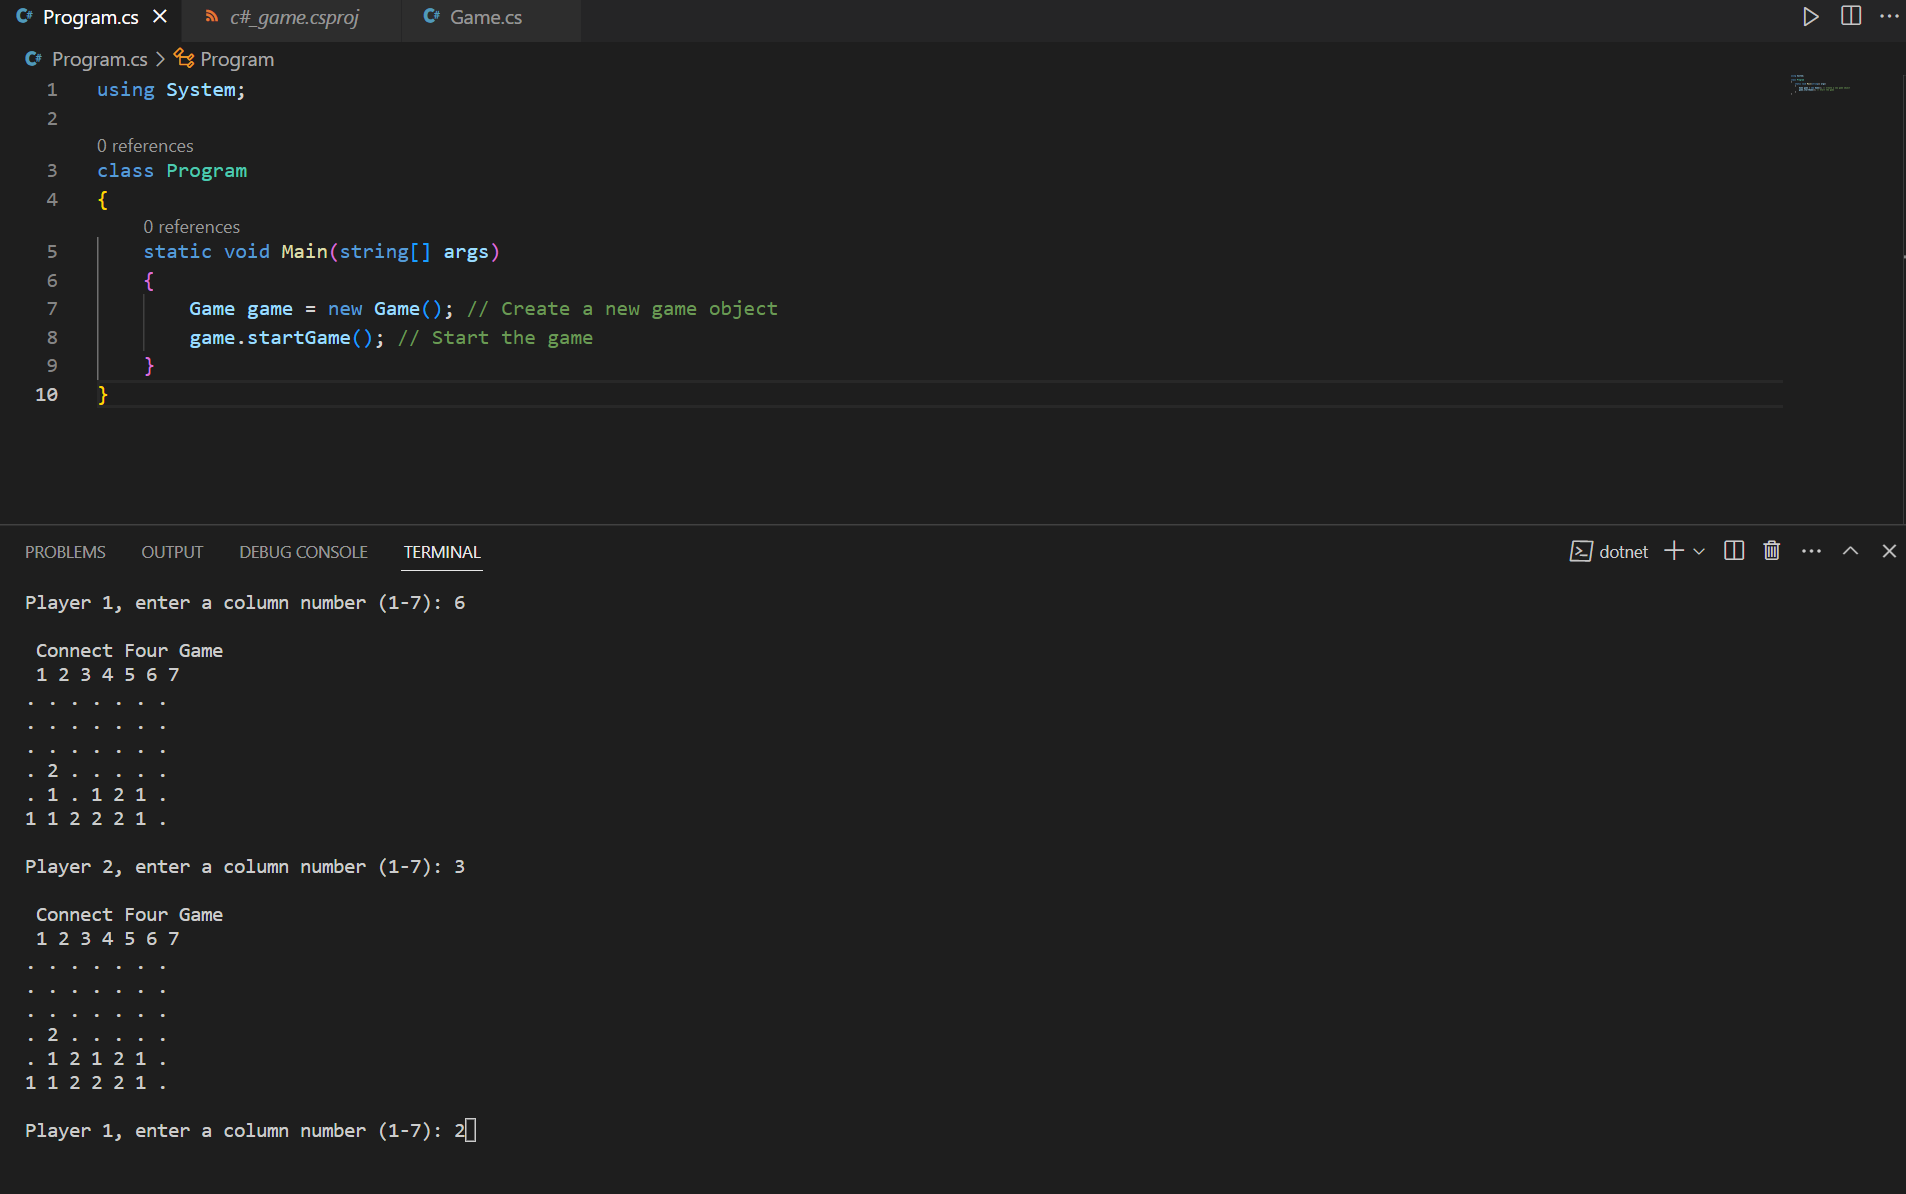 Program.cs c#_game.csproj Game.cs
Program.cs > Program
1 using System;
2
0 references
3 class Program
4 {
0 references
5 static void Main(string[] args)
6 {
7 Game game = new Game(); // Create a new game object
8 game.startGame(); // Start the game
9 }
10 }
PROBLEMS OUTPUT DEBUG CONSOLE TERMINAL dotnet
Player 1, enter a column number (1-7): 6
Connect Four Game
1 2 3 4 5 6 7
. . . . . . .
. . . . . . .
. . . . . . .
. 2 . . . . .
. 1 . 1 2 1 .
1 1 2 2 2 1 .
Player 2, enter a column number (1-7): 3
Connect Four Game
1 2 3 4 5 6 7
. . . . . . .
. . . . . . .
. . . . . . .
. 2 . . . . .
. 1 2 1 2 1 .
1 1 2 2 2 1 .
Player 1, enter a column number (1-7): 2